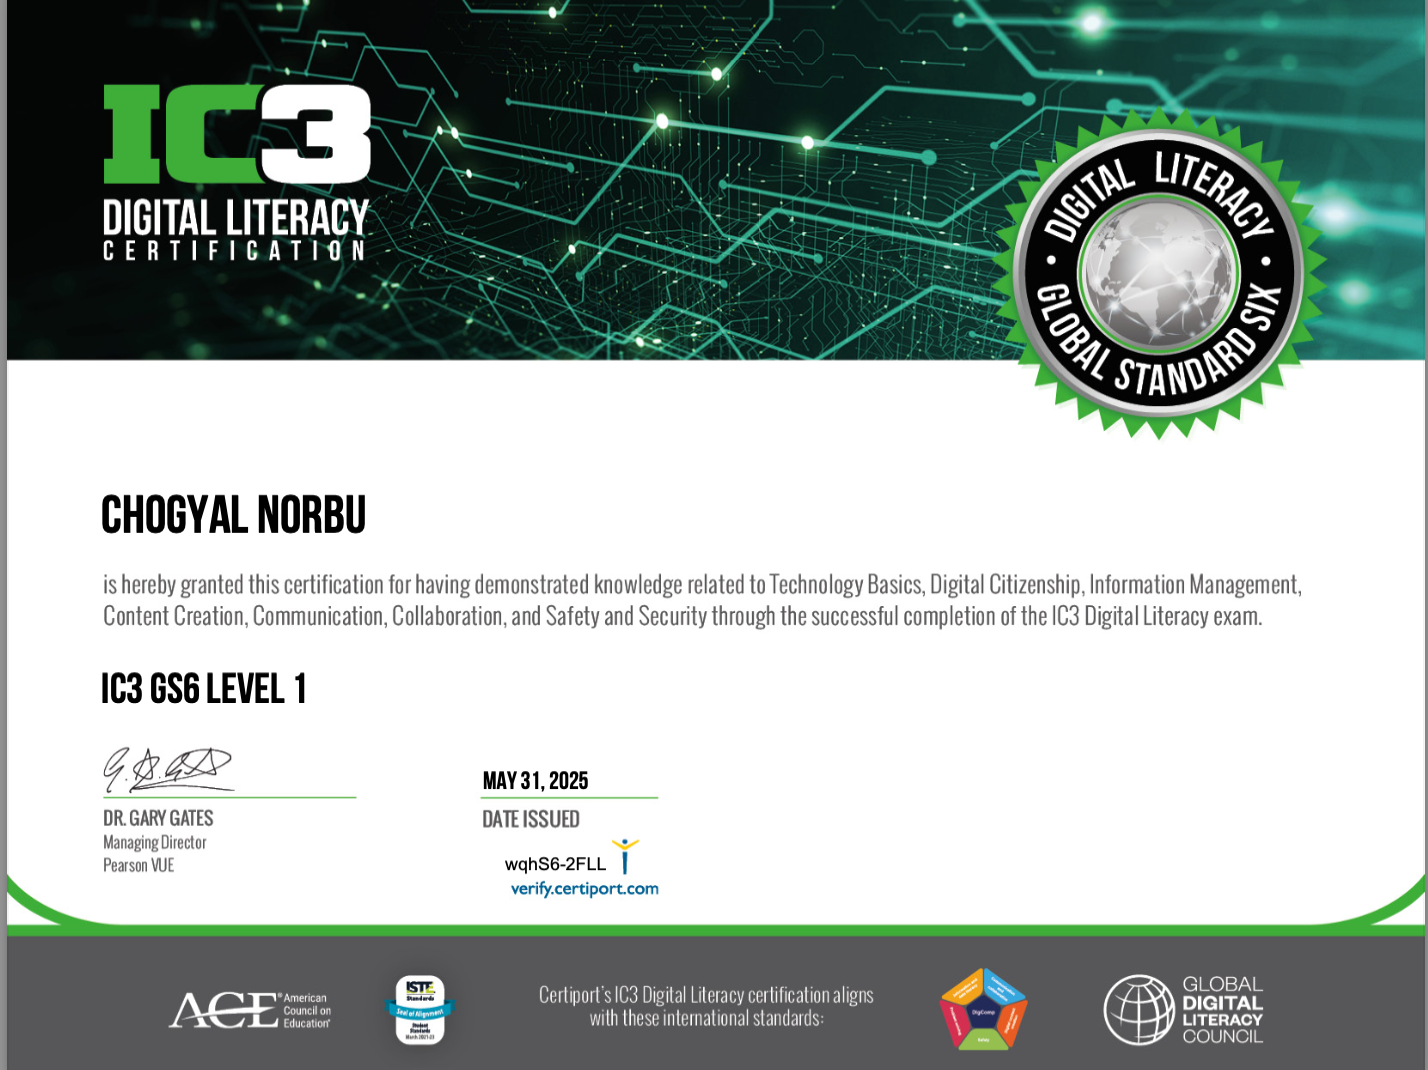 IC3
DIGITAL LITERACY
CERTIFICATION
DIGITAL LITERACY
GLOBAL STANDARD SIX
CHOGYAL NORBU
is hereby granted this certification for having demonstrated knowledge related to Technology Basics, Digital Citizenship, Information Management,
Content Creation, Communication, Collaboration, and Safety and Security through the successful completion of the IC3 Digital Literacy exam.
IC3 GS6 LEVEL 1
MAY 31, 2025
DR. GARY GATES
DATE ISSUED
Managing Director
Pearson VUE
wqhS6-2FLL
verify.certiport.com
ACE® American
Council on
Education®
ISTE
Standards
Seal of Alignment
Student
Standards
Certiport's IC3 Digital Literacy certification aligns
with these international standards:
DigComp
Safety
GLOBAL
DIGITAL
LITERACY
COUNCIL